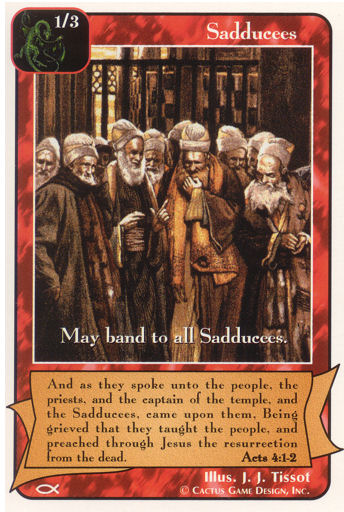 1/3
Sadducees
May band to all Sadducees.
And as they spoke unto the people, the
priests, and the captain of the temple, and
the Sadducees, came upon them, Being
grieved that they taught the people, and
preached through Jesus the resurrection
from the dead. Acts 4:1-2
Illus. J. J. Tissot
© Cactus Game Design, Inc.